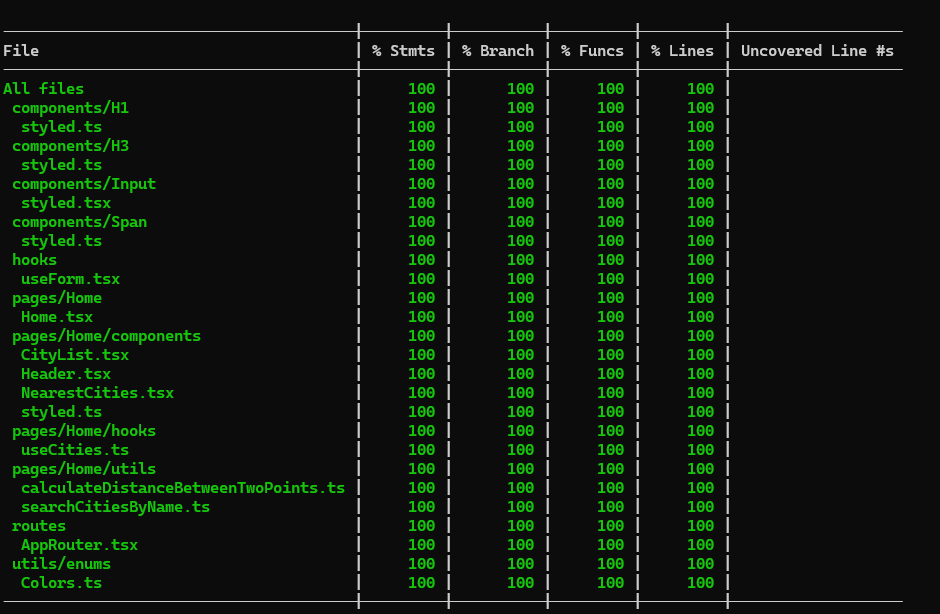 File | % Stmts | % Branch | % Funcs | % Lines | Uncovered Line #s
All files | 100 | 100 | 100 | 100 |
components/H1 | 100 | 100 | 100 | 100 |
styled.ts | 100 | 100 | 100 | 100 |
components/H3 | 100 | 100 | 100 | 100 |
styled.ts | 100 | 100 | 100 | 100 |
components/Input | 100 | 100 | 100 | 100 |
styled.tsx | 100 | 100 | 100 | 100 |
components/Span | 100 | 100 | 100 | 100 |
styled.ts | 100 | 100 | 100 | 100 |
hooks | 100 | 100 | 100 | 100 |
useForm.tsx | 100 | 100 | 100 | 100 |
pages/Home | 100 | 100 | 100 | 100 |
Home.tsx | 100 | 100 | 100 | 100 |
pages/Home/components | 100 | 100 | 100 | 100 |
CityList.tsx | 100 | 100 | 100 | 100 |
Header.tsx | 100 | 100 | 100 | 100 |
NearestCities.tsx | 100 | 100 | 100 | 100 |
styled.ts | 100 | 100 | 100 | 100 |
pages/Home/hooks | 100 | 100 | 100 | 100 |
useCities.ts | 100 | 100 | 100 | 100 |
pages/Home/utils | 100 | 100 | 100 | 100 |
calculateDistanceBetweenTwoPoints.ts | 100 | 100 | 100 | 100 |
searchCitiesByName.ts | 100 | 100 | 100 | 100 |
routes | 100 | 100 | 100 | 100 |
AppRouter.tsx | 100 | 100 | 100 | 100 |
utils/enums | 100 | 100 | 100 | 100 |
Colors.ts | 100 | 100 | 100 | 100 |